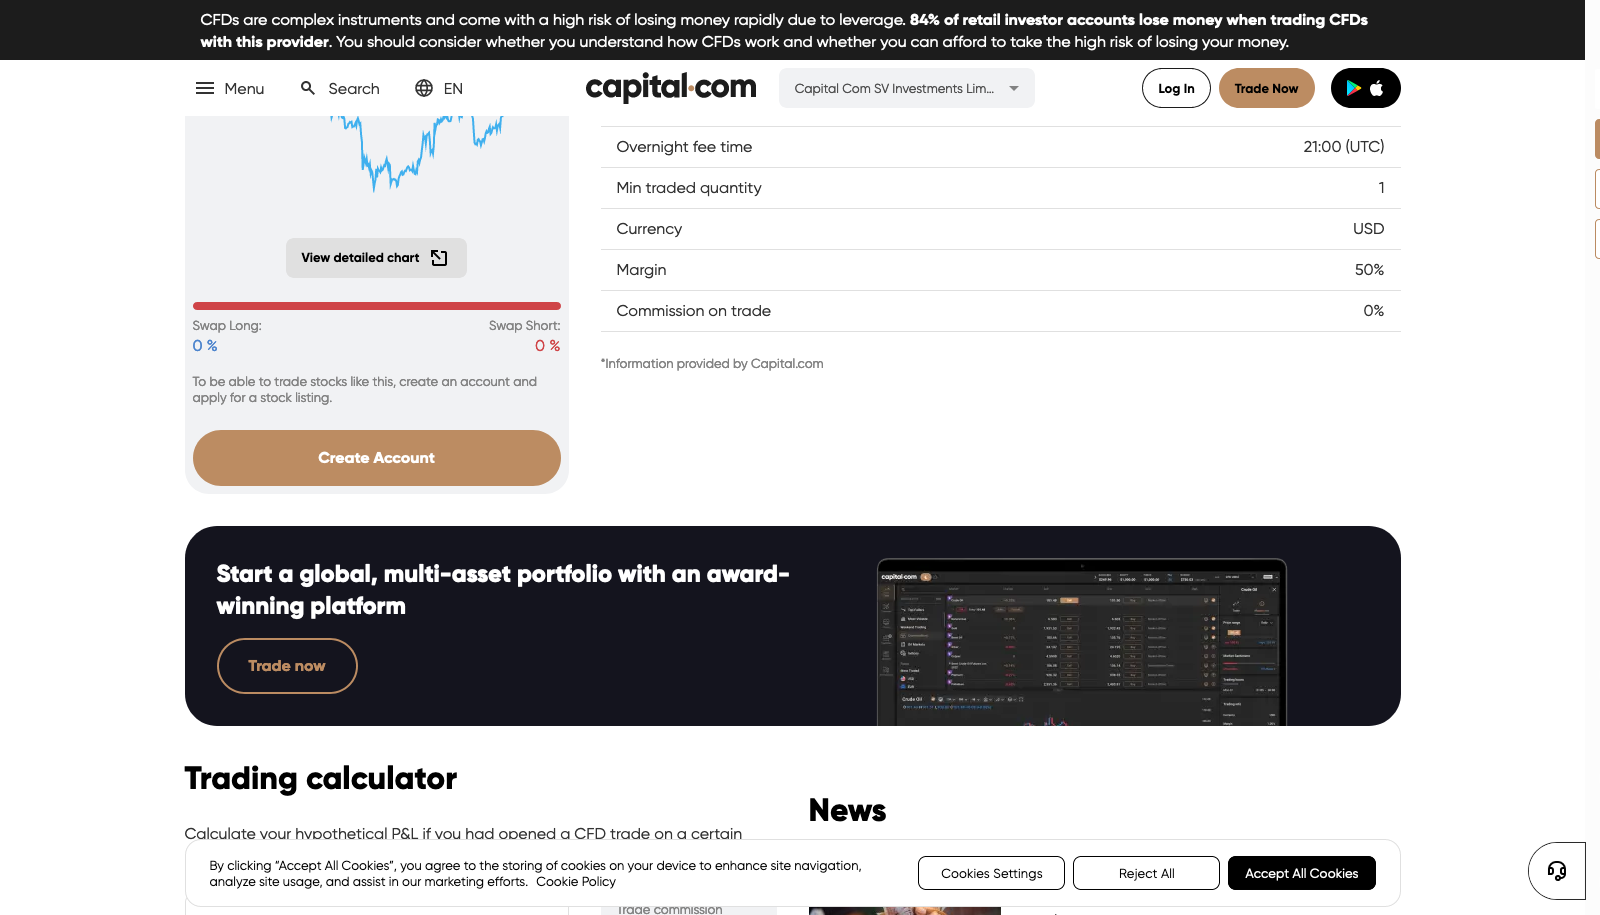 CFDs are complex instruments and come with a high risk of losing money rapidly due to leverage. 84% of retail investor accounts lose money when trading CFDs
with this provider. You should consider whether you understand how CFDs work and whether you can afford to take the high risk of losing your money.
Menu
Search
EN
capital.com
Capital Com SV Investments Lim...
Log In
Trade Now
Overnight fee time 21:00 (UTC)
Min traded quantity 1
Currency USD
Margin 50%
Commission on trade 0%
*Information provided by Capital.com
View detailed chart
Swap Long: Swap Short:
0 % 0 %
To be able to trade stocks like this, create an account and
apply for a stock listing.
Create Account
Start a global, multi-asset portfolio with an award-
winning platform
Trade now
capital.com
Crude Oil
Trading calculator
News
Calculate your hypothetical P&L if you had opened a CFD trade on a certain
By clicking “Accept All Cookies”, you agree to the storing of cookies on your device to enhance site navigation,
analyze site usage, and assist in our marketing efforts. Cookie Policy
Cookies Settings
Reject All
Accept All Cookies
Trade commission